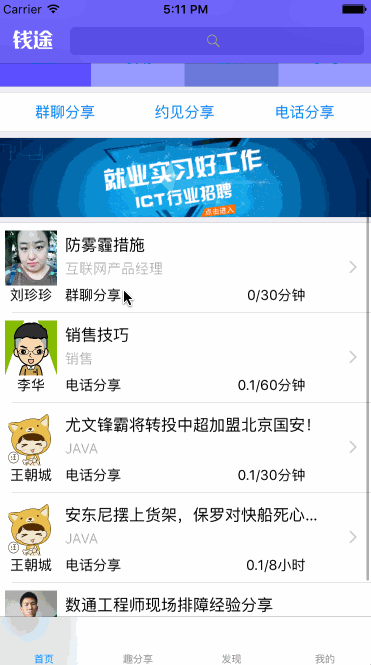 Carrier 5:11 PM
钱途
群聊分享 约见分享 电话分享
就业实习好工作
ICT行业招聘
点击进入
防雾霾措施
互联网产品经理
刘珍珍 群聊分享 0/30分钟
销售技巧
销售
李华 电话分享 0.1/60分钟
尤文锋霸将转投中超加盟北京国安!
JAVA
王朝城 电话分享 0.1/30分钟
安东尼摆上货架，保罗对快船死心...
JAVA
王朝城 电话分享 0.1/8小时
数通工程师现场排障经验分享
首页 趣分享 发现 我的